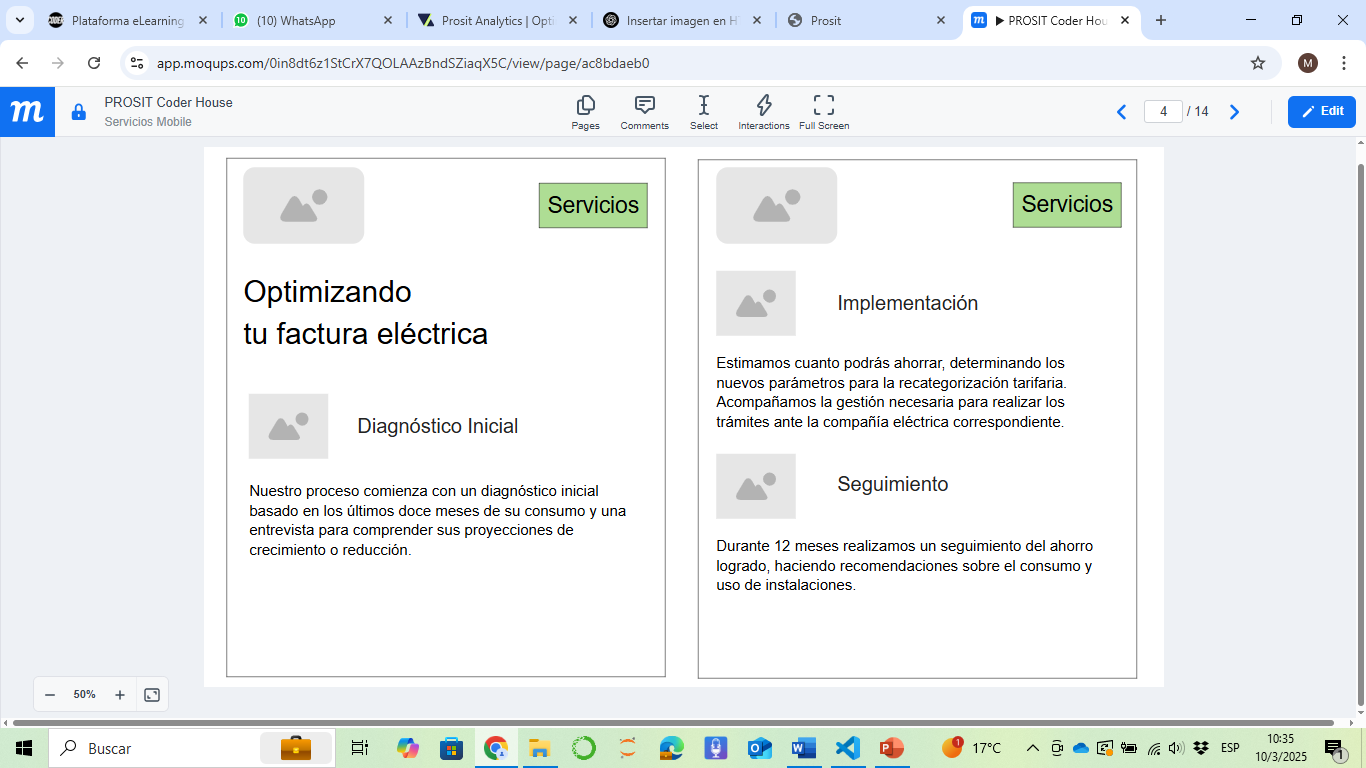 Plataforma eLearning
(10) WhatsApp
Prosit Analytics | Opti
Insertar imagen en HT
Prosit
▶ PROSIT Coder Hou
app.moqups.com/0in8dt6z1StCrX7QOLAAzBndSZiaqX5C/view/page/ac8bdaeb0
M
m
PROSIT Coder House
Servicios Mobile
Pages
Comments
Select
Interactions
Full Screen
4 / 14
Edit
Servicios
Optimizando
tu factura eléctrica
Diagnóstico Inicial
Nuestro proceso comienza con un diagnóstico inicial
basado en los últimos doce meses de su consumo y una
entrevista para comprender sus proyecciones de
crecimiento o reducción.
Servicios
Implementación
Estimamos cuanto podrás ahorrar, determinando los
nuevos parámetros para la recategorización tarifaria.
Acompañamos la gestión necesaria para realizar los
trámites ante la compañía eléctrica correspondiente.
Seguimiento
Durante 12 meses realizamos un seguimiento del ahorro
logrado, haciendo recomendaciones sobre el consumo y
uso de instalaciones.
50%
Buscar
1
17°C
ESP
10:35
10/3/2025
1